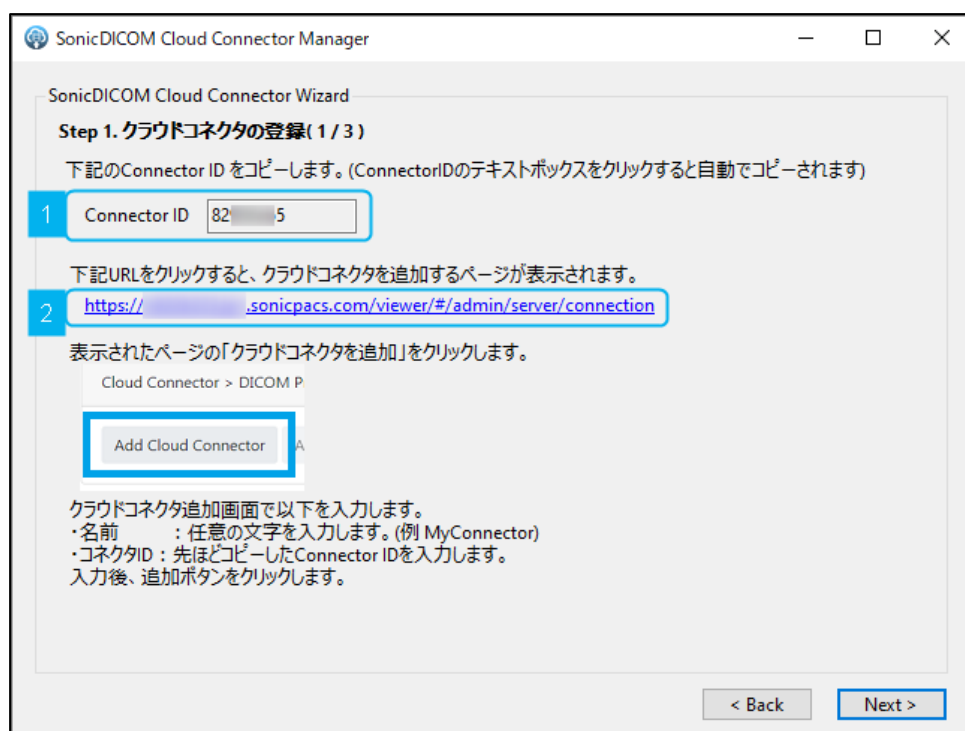 SonicDICOM Cloud Connector Manager
SonicDICOM Cloud Connector Wizard
Step 1. クラウドコネクタの登録( 1 / 3 )
下記のConnector ID をコピーします。(ConnectorIDのテキストボックスをクリックすると自動でコピーされます)
1
Connector ID 82 5
下記URLをクリックすると、クラウドコネクタを追加するページが表示されます。
2
https:// .sonicpacs.com/viewer/#/admin/server/connection
表示されたページの「クラウドコネクタを追加」をクリックします。
Cloud Connector > DICOM P
Add Cloud Connector A
クラウドコネクタ追加画面で以下を入力します。
・名前 : 任意の文字を入力します。(例 MyConnector)
・コネクタID : 先ほどコピーしたConnector IDを入力します。
入力後、追加ボタンをクリックします。
< Back Next >